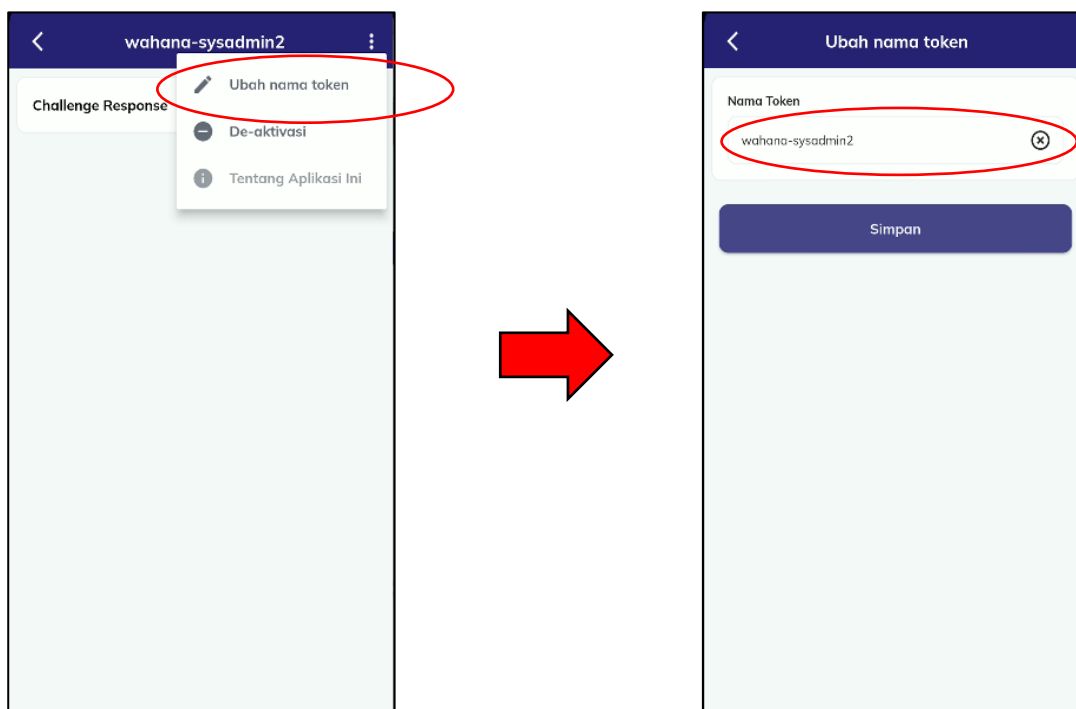 wahana-sysadmin2
Ubah nama token
Challenge Response
De-aktivasi
Tentang Aplikasi Ini
Ubah nama token
Nama Token
wahana-sysadmin2
Simpan